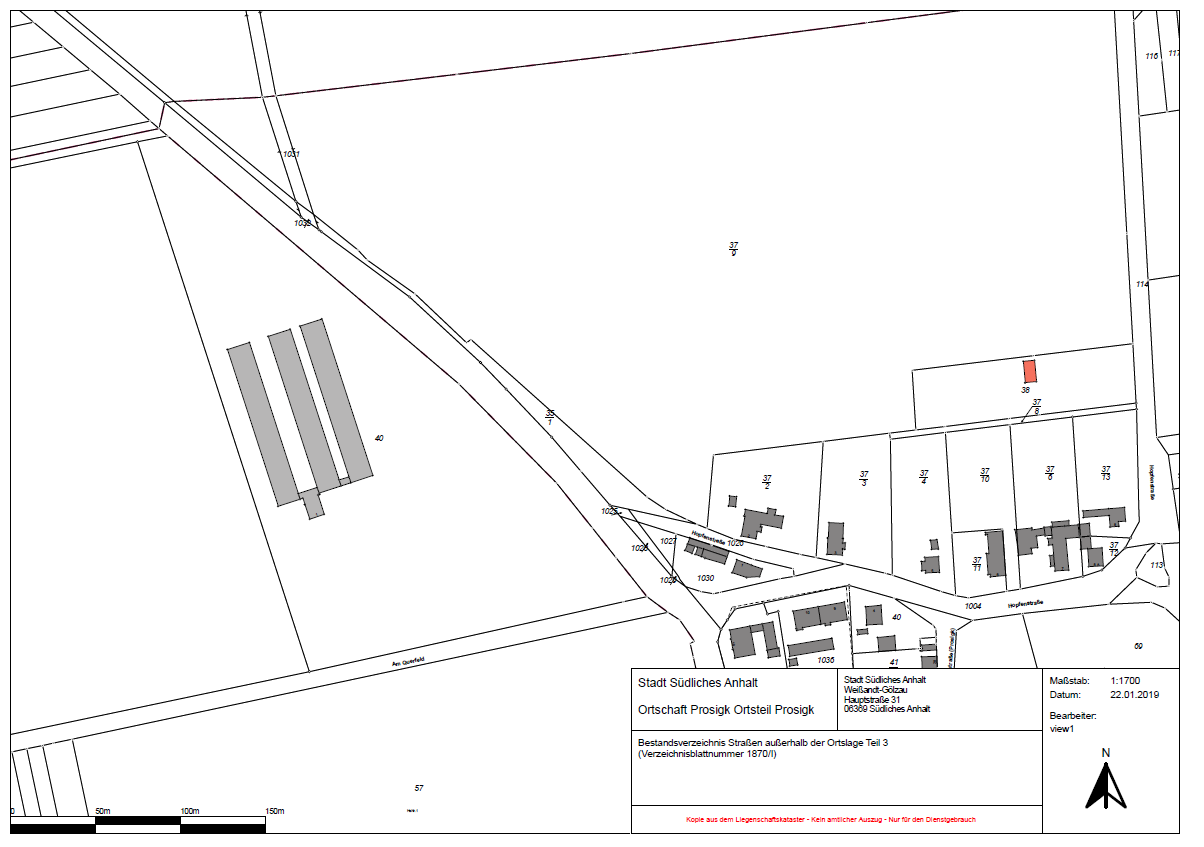 116
117
1031
1032
37
9
114
38
37
8
35
1
40
37
2
37
3
37
4
37
10
37
6
37
13
Hopfenstraße
1025
Hopfenstraße
1026
1027
1028
1029
1030
37
11
37
12
113
1004
Hopfenstraße
40
69
41
1036
Am Querfeld
57
0
50m
100m
150m
Stadt Südliches Anhalt
Ortschaft Prosigk Ortsteil Prosigk
Stadt Südliches Anhalt
Weißandt-Gölzau
Hauptstraße 31
06369 Südliches Anhalt
Maßstab: 1:1700
Datum: 22.01.2019
Bearbeiter:
view1
Bestandsverzeichnis Straßen außerhalb der Ortslage Teil 3
(Verzeichnisblattnummer 1870/I)
N
Kopie aus dem Liegenschaftskataster - Kein amtlicher Auszug - Nur für den Dienstgebrauch